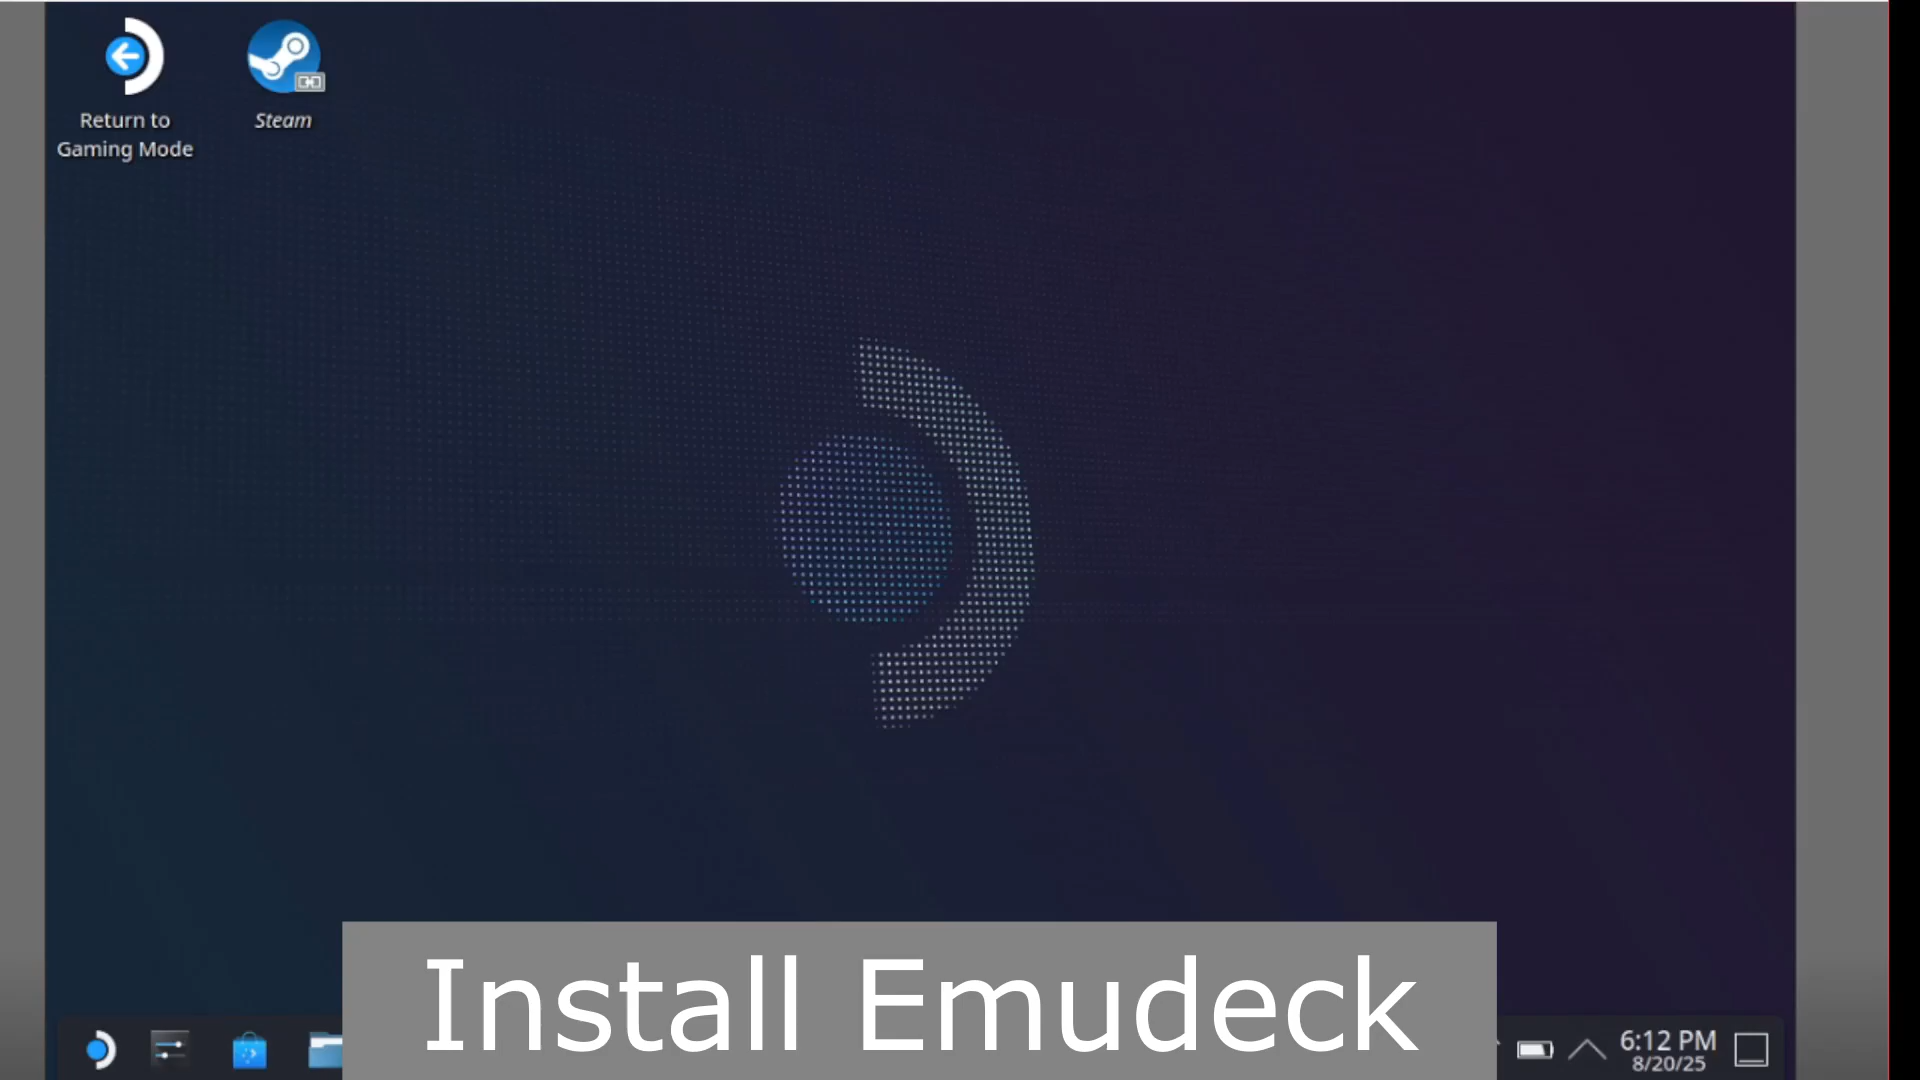 Return to
Gaming Mode
Steam
Install Emudeck
6:12 PM
8/20/25